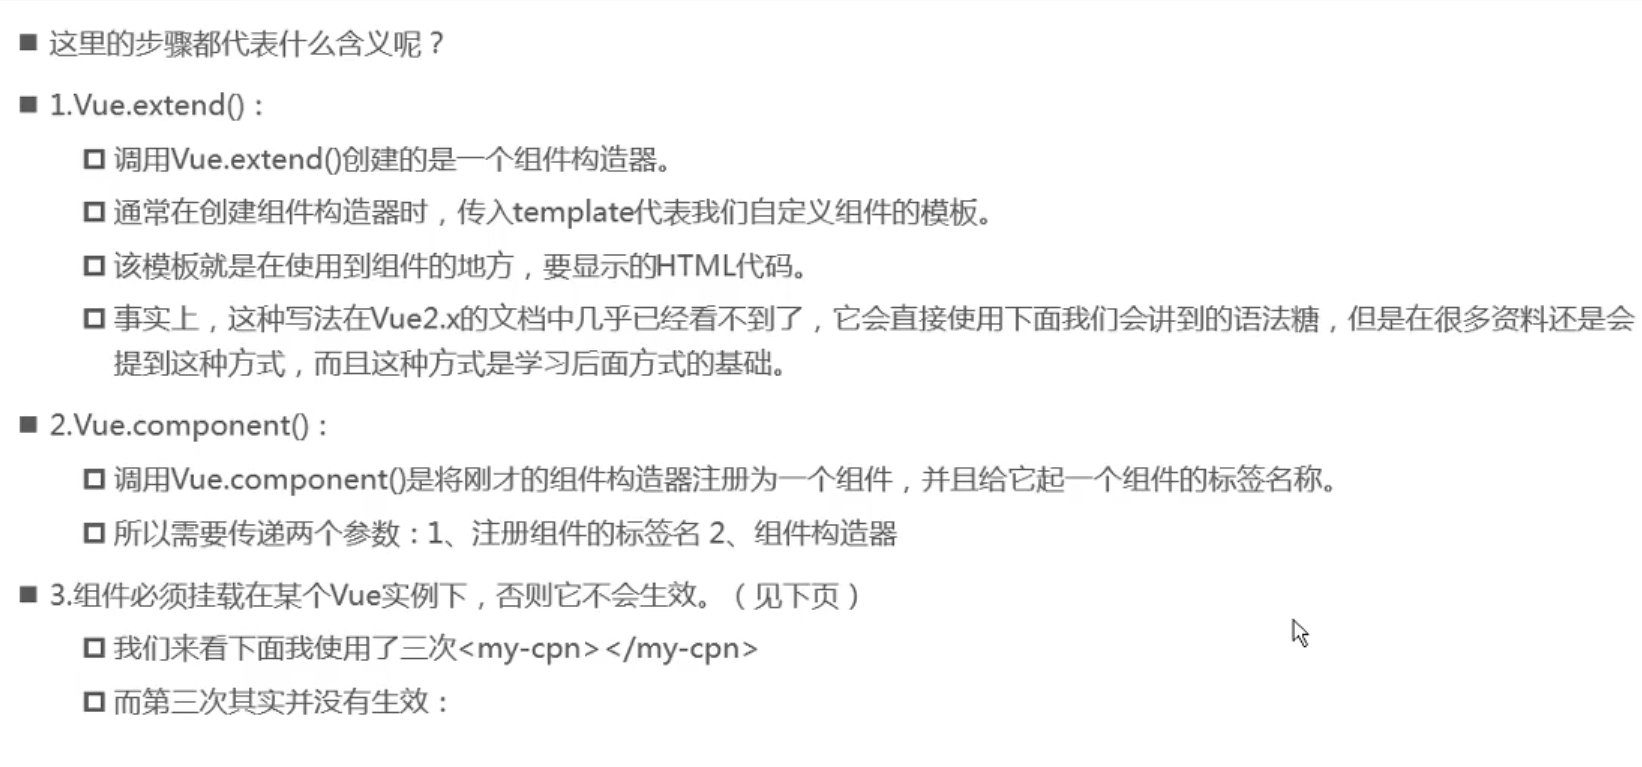 这里的步骤都代表什么含义呢？
1.Vue.extend()：
调用Vue.extend()创建的是一个组件构造器。
通常在创建组件构造器时，传入template代表我们自定义组件的模板。
该模板就是在使用到组件的地方，要显示的HTML代码。
事实上，这种写法在Vue2.x的文档中几乎已经看不到了，它会直接使用下面我们会讲到的语法糖，但是在很多资料还是会
提到这种方式，而且这种方式是学习后面方式的基础。
2.Vue.component()：
调用Vue.component()是将刚才的组件构造器注册为一个组件，并且给它起一个组件的标签名称。
所以需要传递两个参数：1、注册组件的标签名 2、组件构造器
3.组件必须挂载在某个Vue实例下，否则它不会生效。（见下页）
我们来看下面我使用了三次<my-cpn></my-cpn>
而第三次其实并没有生效：